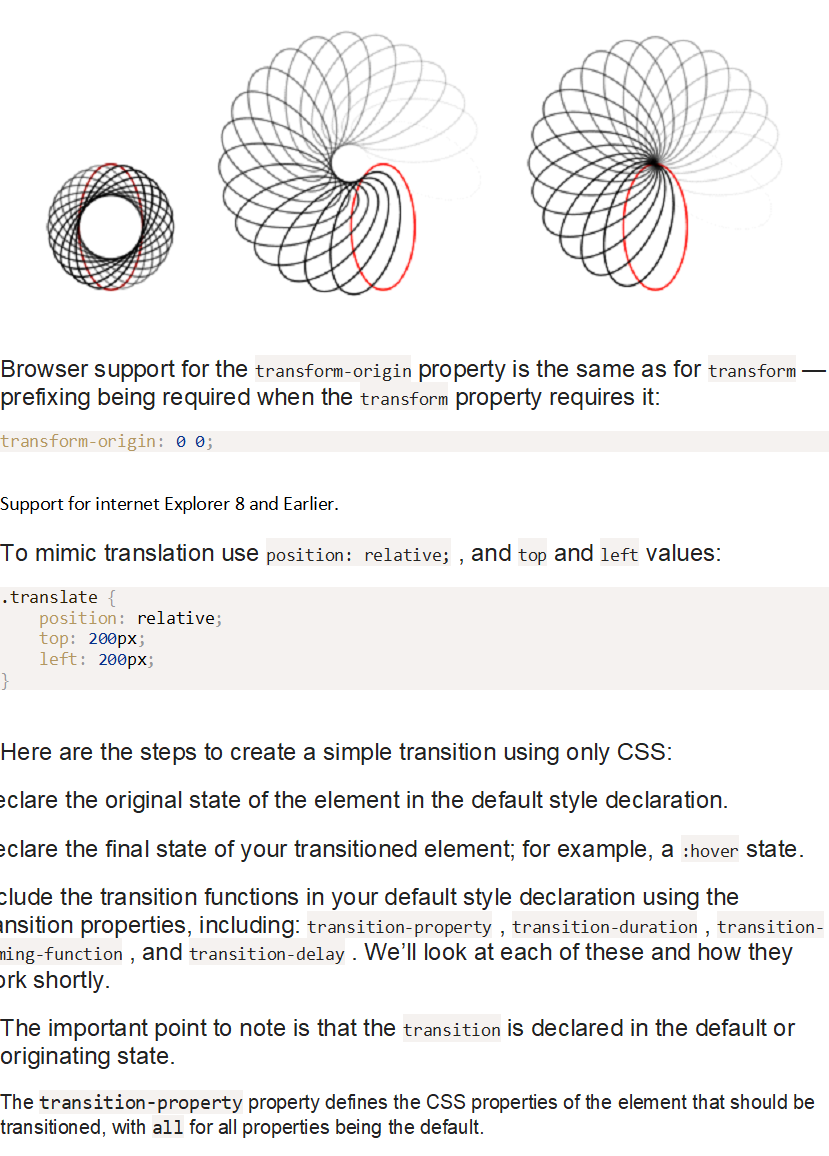 Browser support for the transform-origin property is the same as for transform —
prefixing being required when the transform property requires it:
transform-origin: 0 0;
Support for internet Explorer 8 and Earlier.
To mimic translation use position: relative; , and top and left values:
.translate {
position: relative;
top: 200px;
left: 200px;
}
Here are the steps to create a simple transition using only CSS:
eclare the original state of the element in the default style declaration.
eclare the final state of your transitioned element; for example, a :hover state.
clude the transition functions in your default style declaration using the
ansition properties, including: transition-property , transition-duration , transition-
ming-function , and transition-delay . We’ll look at each of these and how they
ork shortly.
The important point to note is that the transition is declared in the default or
originating state.
The transition-property property defines the CSS properties of the element that should be
transitioned, with all for all properties being the default.